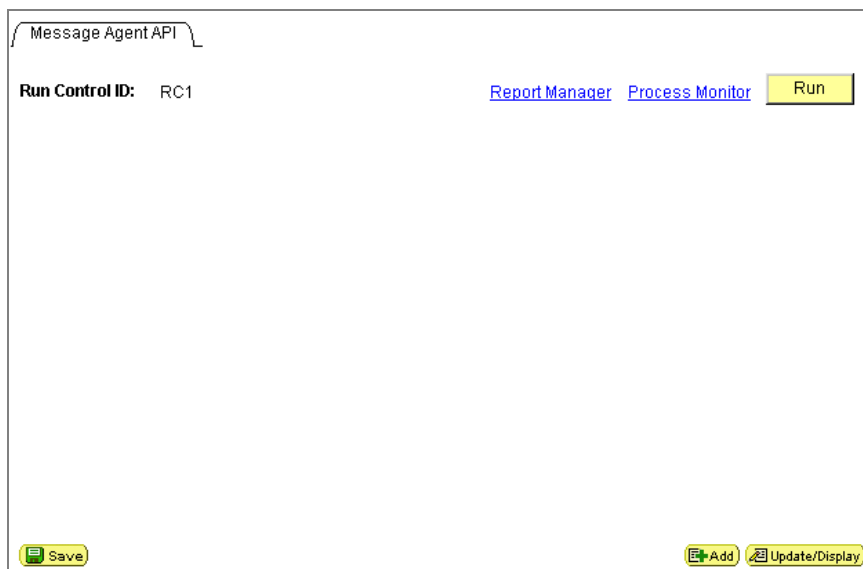 Message Agent API
Run Control ID: RC1 Report Manager Process Monitor Run
Save Add Update/Display